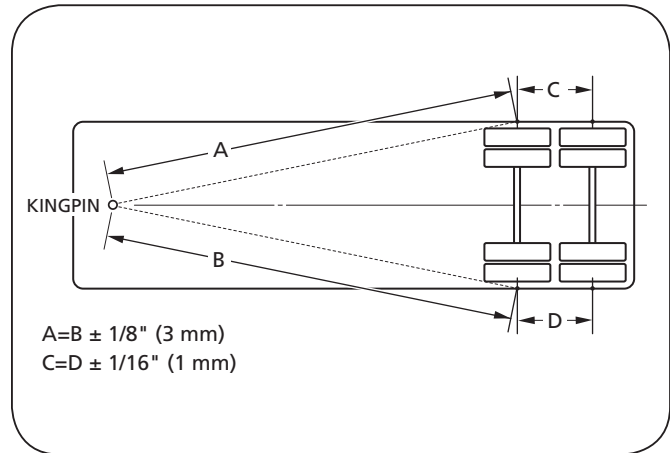 C
A
KINGPIN
B
D
A=B ± 1/8" (3 mm)
C=D ± 1/16" (1 mm)